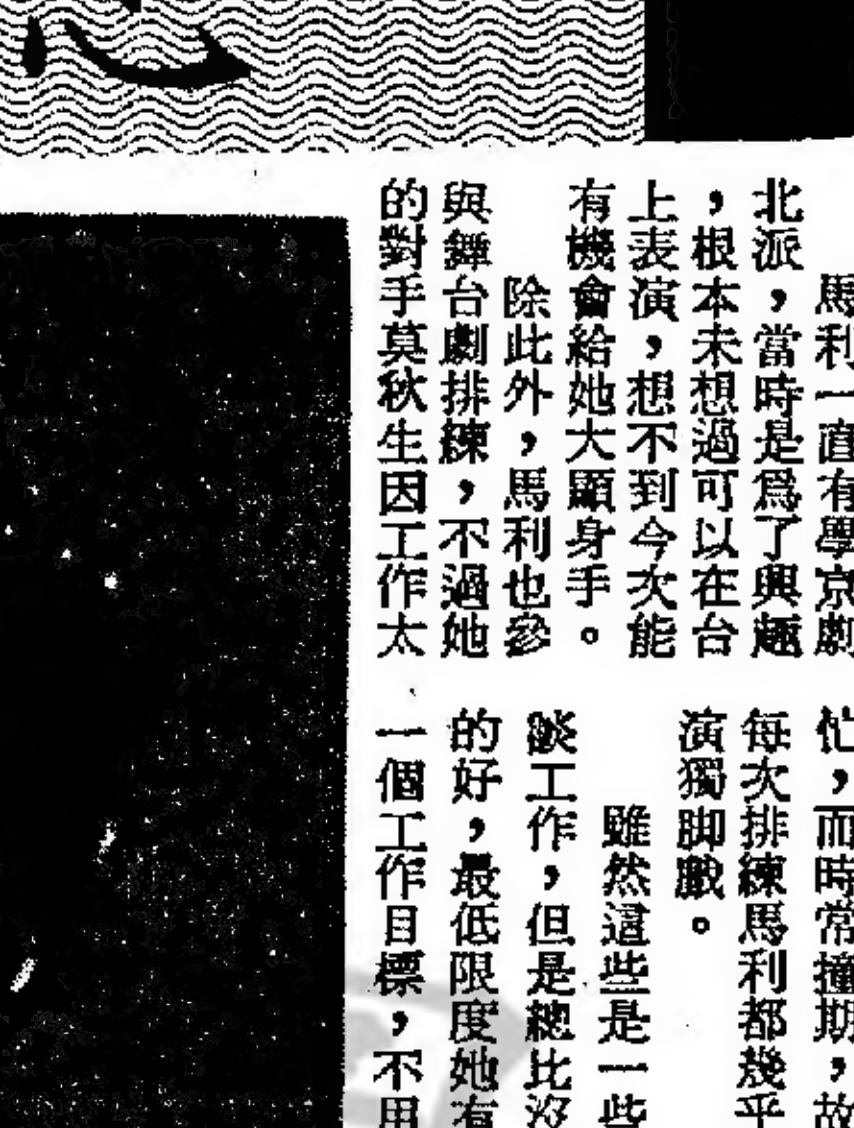 馬利一直有學京劇
北派，當時是爲了興趣
，根本未想過可以在台
上表演，想不到今次能
有機會給她大顯身手。
除此外，馬利也參
與舞台劇排練，不過她
的對手莫秋生因工作太
忙，而時常撞期，故
每次排練馬利都幾乎
演獨脚戲。
雖然這些是一些
工作，但是總比沒
的好，最低限度她有
一個工作目標，不用